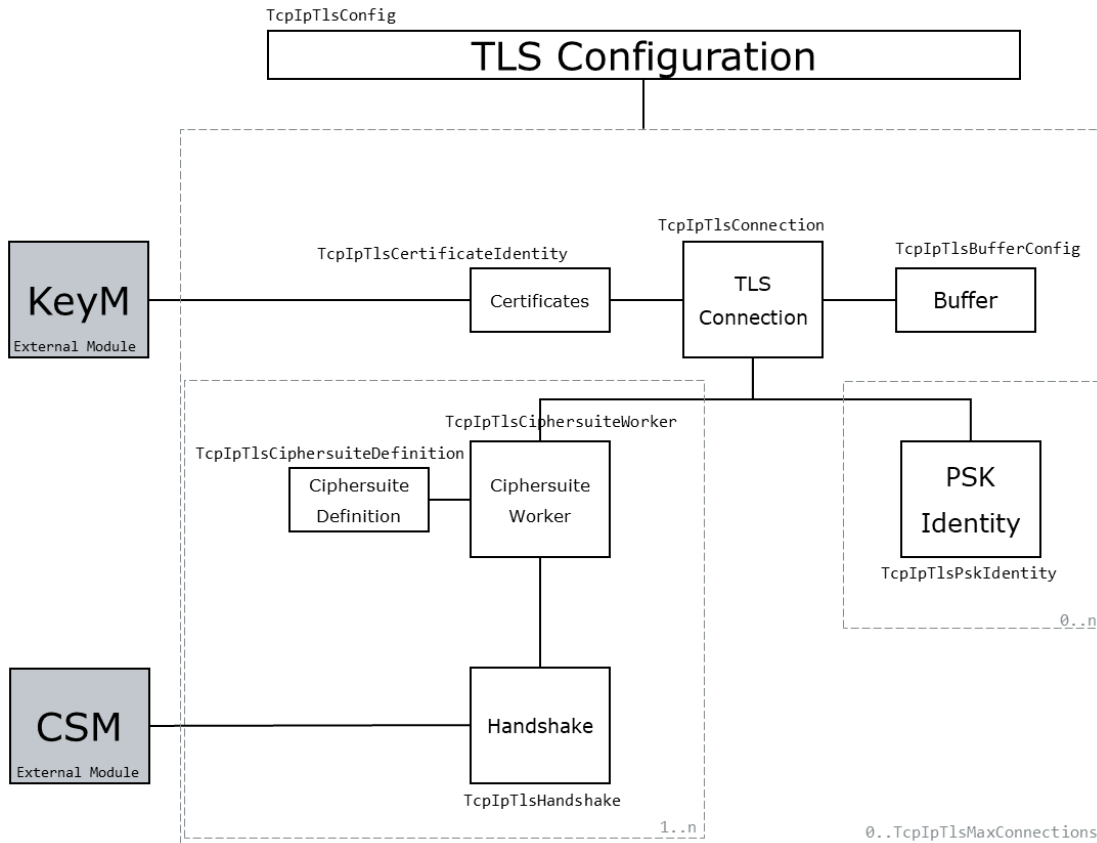 TcpIpTlsConfig
TLS Configuration
TcpIpTlsConnection
TcpIpTlsCertificateIdentity
TcpIpTlsBufferConfig
KeyM
External Module
Certificates
TLS
Connection
Buffer
TcpIpTlsCiphersuiteWorker
TcpIpTlsCiphersuiteDefinition
Ciphersuite
Definition
Ciphersuite
Worker
PSK
Identity
TcpIpTlsPskIdentity
0..n
CSM
External Module
Handshake
TcpIpTlsHandshake
1..n
0..TcpIpTlsMaxConnections